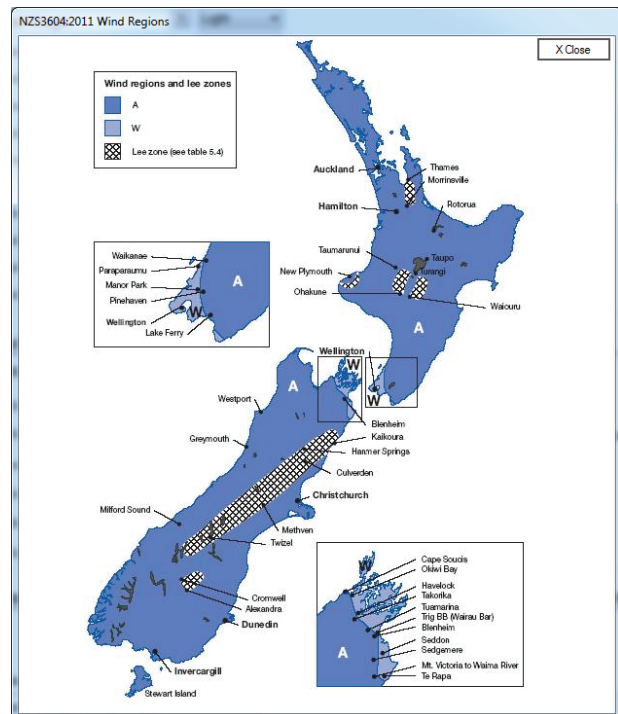 NZS3604:2011 Wind Regions
X Close
Wind regions and lee zones
A
W
Lee zone (see table 5.4)
Auckland
Thames
Morrinsville
Hamilton
Rotorua
Taumarunui
Taupo
Turangi
New Plymouth
Ohakune
Waiouru
A
Waikanae
Paraparaumu
Manor Park
Pinehaven
Wellington
Lake Ferry
A
W
Wellington
W
W
A
Westport
Greymouth
Blenheim
Kaikoura
Hanmer Springs
Culverden
Christchurch
Milford Sound
Methven
Twizel
Cromwell
Alexandra
Dunedin
A
Invercargill
Stewart Island
W
Cape Soucis
Okiwi Bay
Havelock
Takorika
Tuamarina
Trig BB (Wairau Bar)
Blenheim
Seddon
Sedgemere
Mt. Victoria to Waima River
Te Rapa
A